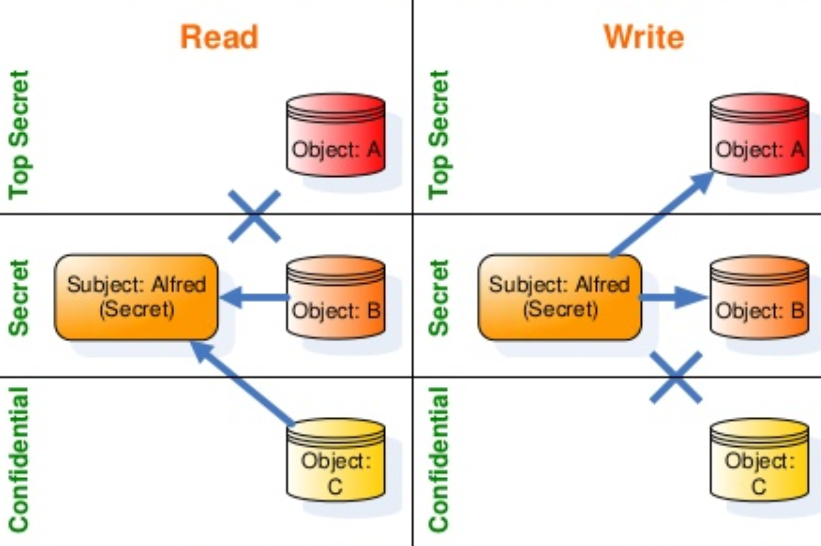 Read
Write
Top Secret
Object: A
Top Secret
Object: A
Secret
Subject: Alfred
(Secret)
Object: B
Secret
Subject: Alfred
(Secret)
Object: B
Confidential
Object:
C
Confidential
Object:
C